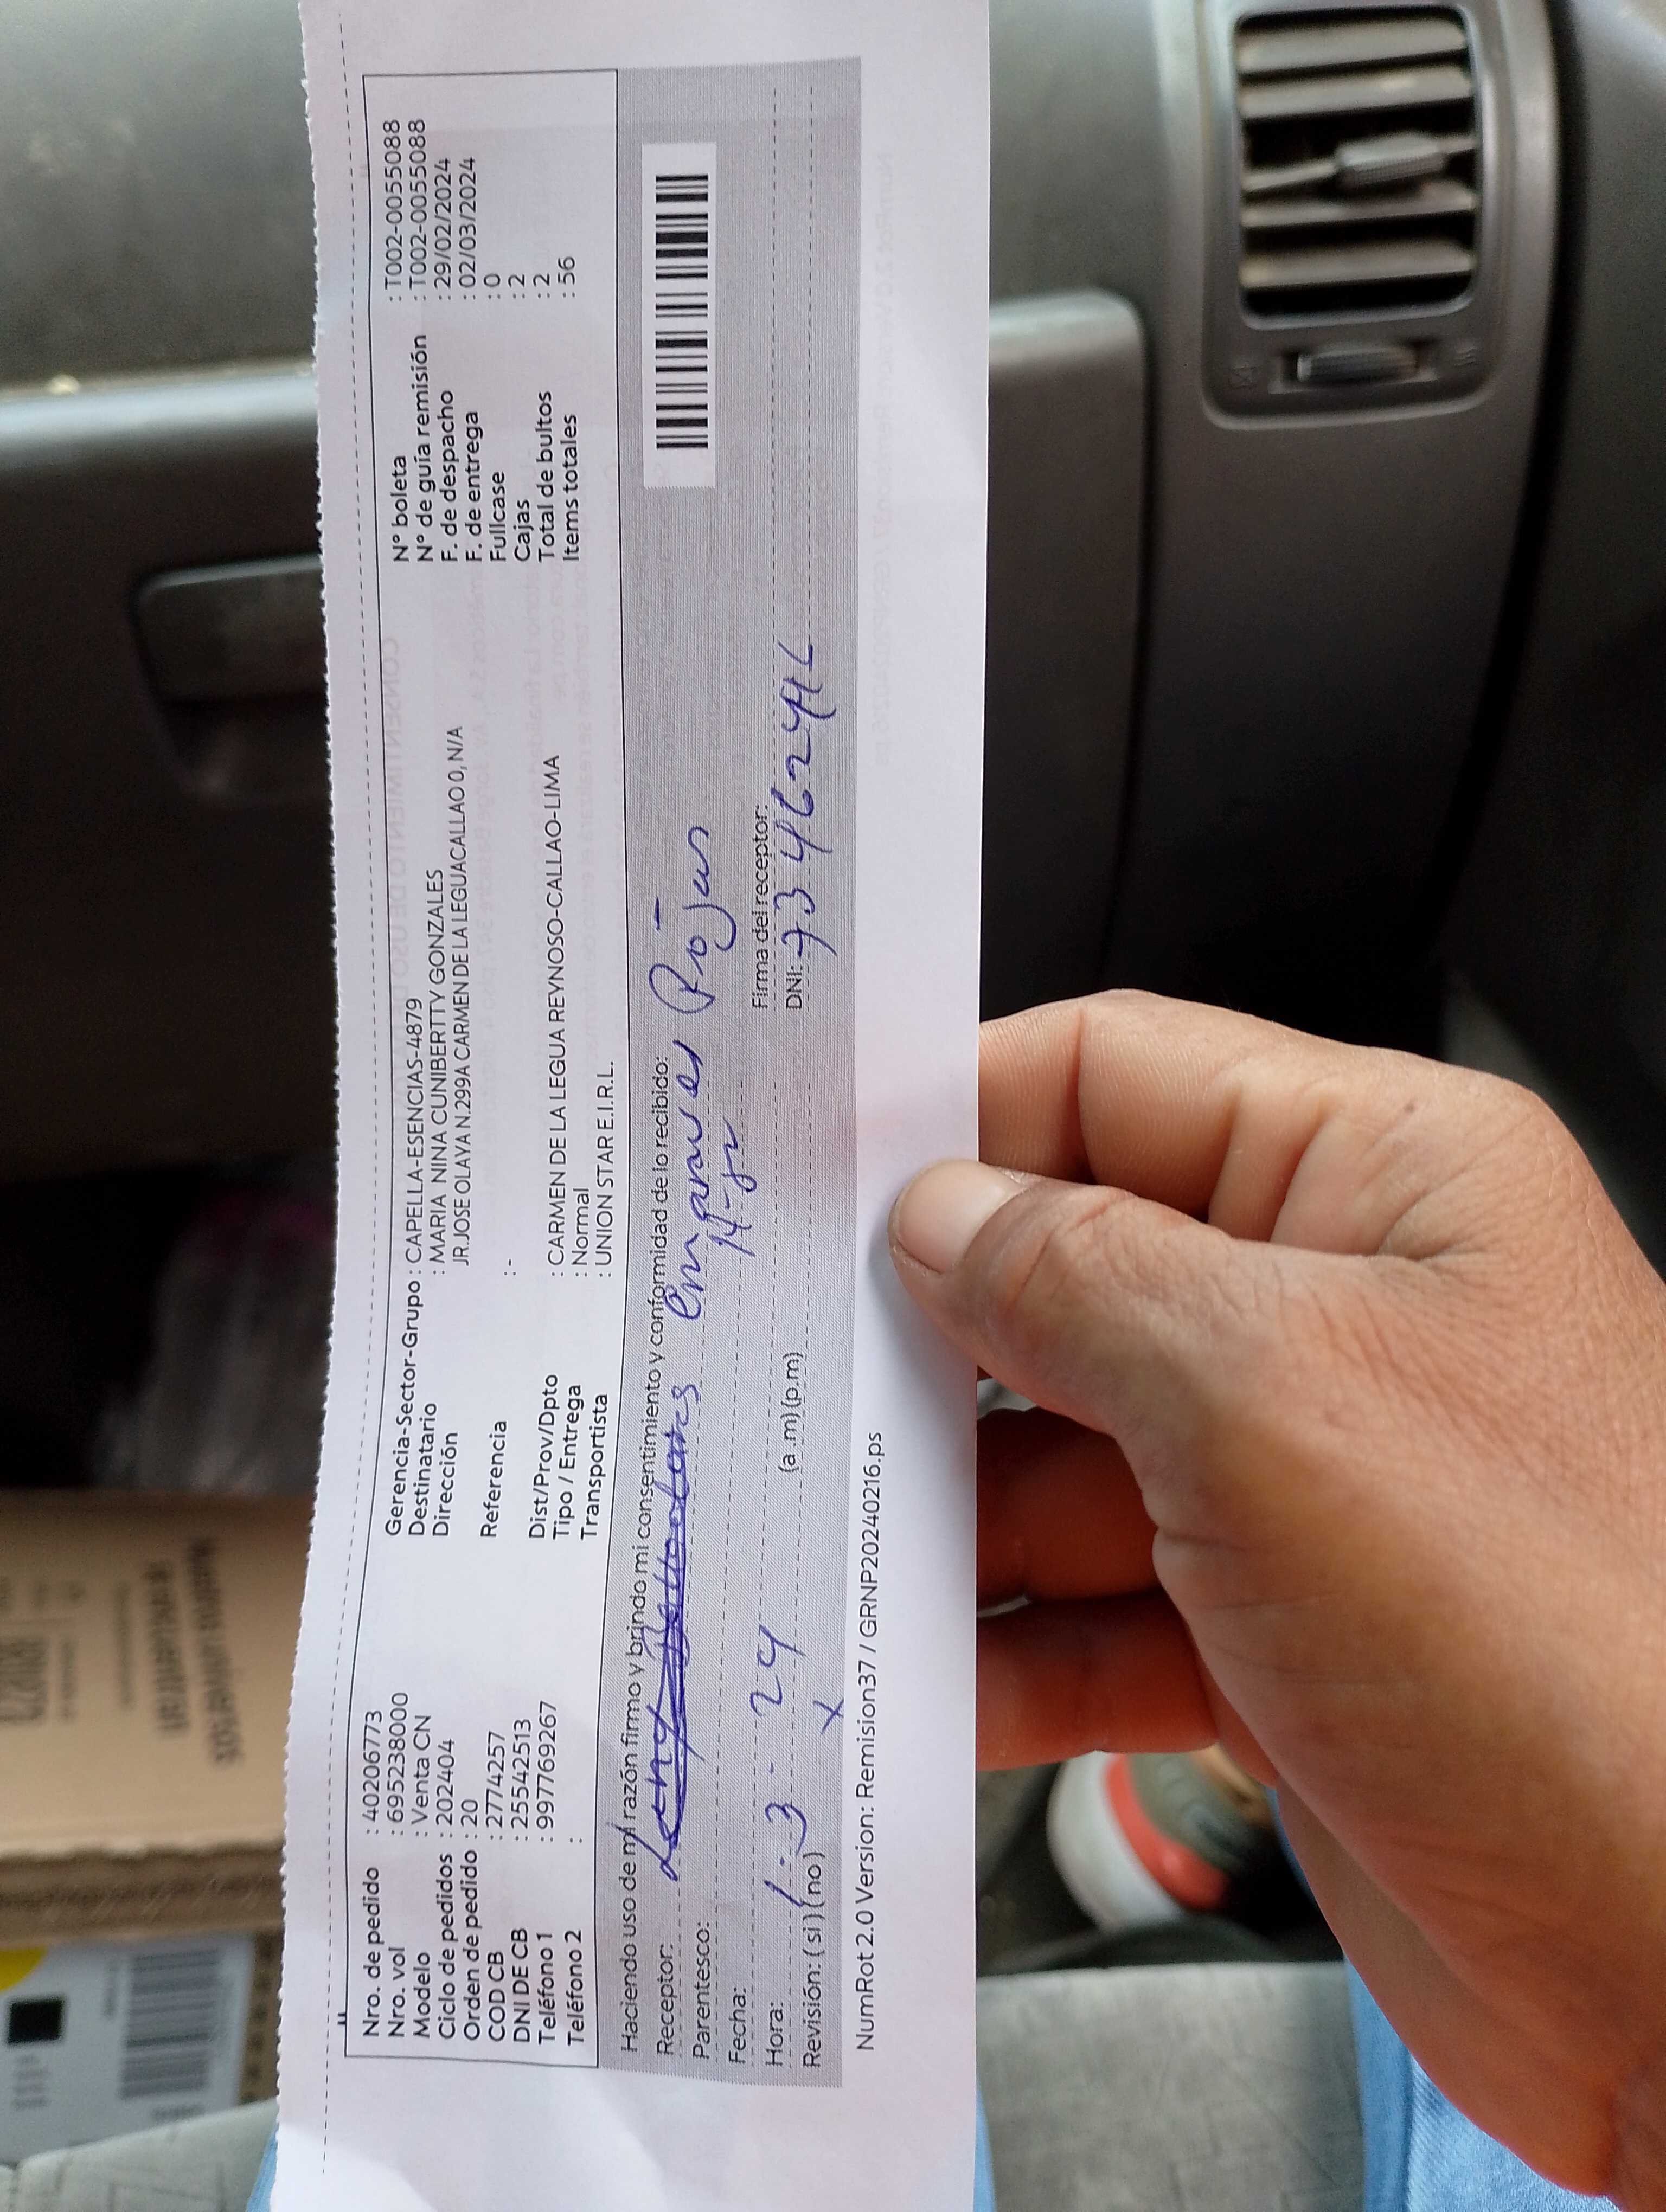 Nro. de pedido : 40206773
Nro. vol : 695238000
Modelo : Venta CN
Ciclo de pedidos : 202404
Orden de pedido : 20
COD CB : 27742​57
DNI DE CB : 25542513
Teléfono 1 : 997769267
Teléfono 2 :
Gerencia-Sector-Grupo : CAPELLA-ESENCIAS-4879
Destinatario : MARIA NINA CUNIBERTTY GONZALES
Dirección JR.JOSE OLAYA N.299A CARMEN DE LA LEGUACALLAO 0, N/A
Referencia :-
Dist/Prov/Dpto : CARMEN DE LA LEGUA REYNOSO-CALLAO-LIMA
Tipo / Entrega : Normal
Transportista : UNION STAR E.I.R.L.
N° boleta : T002-0055088
N° de guía remisión : T002-0055088
F. de despacho : 29/02/2024
F. de entrega : 02/03/2024
Fullcase : 0
Cajas : 2
Total de bultos : 2
Items totales : 56
Haciendo uso de mi razón firmo y brindo mi consentimiento y conformidad de lo recibido:
Receptor: Rojas
Parentesco:
Fecha: 1-3-24
Hora: (a.m)(p.m)
Revisión: (si)(no) X
Firma del receptor:
DNI:
NumRot 2.0 Version: Remision37 / GRNP20240216.ps